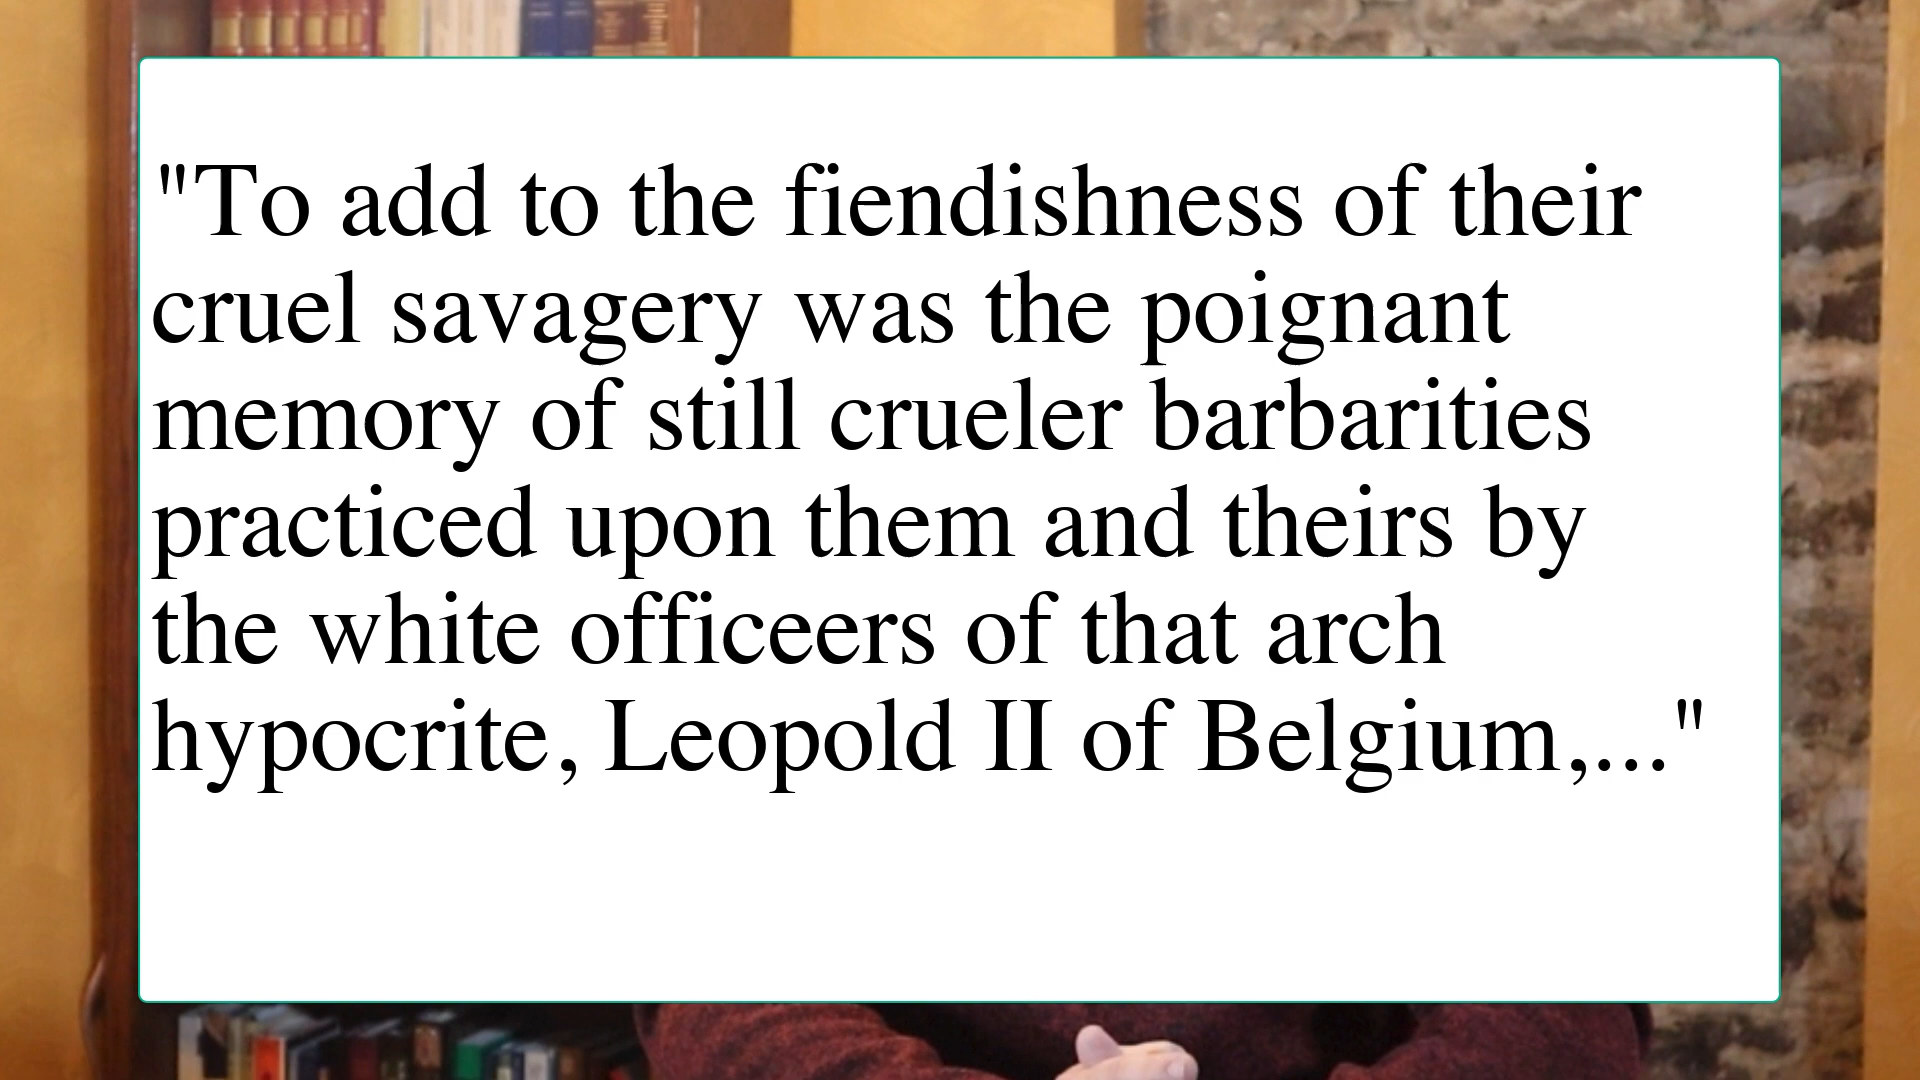 "To add to the fiendishness of their
cruel savagery was the poignant
memory of still crueler barbarities
practiced upon them and theirs by
the white officeers of that arch
hypocrite, Leopold II of Belgium,..."